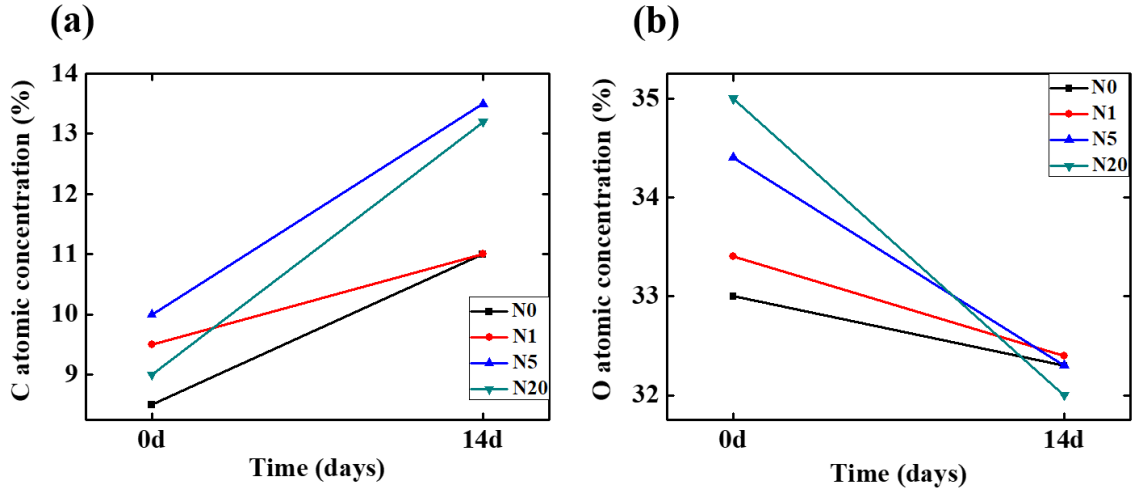 (a)
C atomic concentration (%)
14
13
12
11
10
9
0d
14d
Time (days)
N0
N1
N5
N20
(b)
O atomic concentration (%)
35
34
33
32
0d
14d
Time (days)
N0
N1
N5
N20